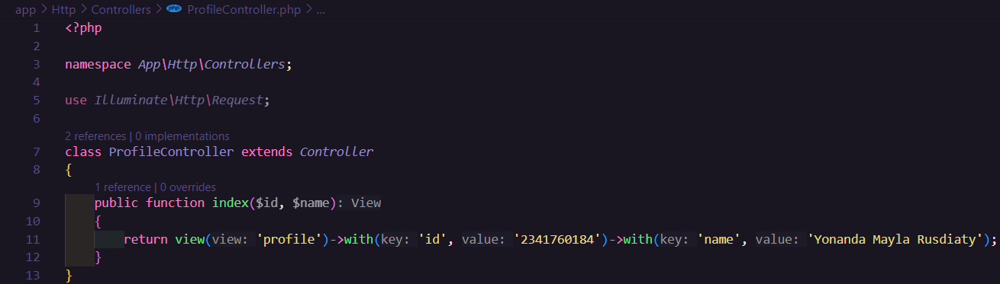 app > Http > Controllers > php ProfileController.php > ...
1 <?php
2
3 namespace App\Http\Controllers;
4
5 use Illuminate\Http\Request;
6
2 references | 0 implementations
7 class ProfileController extends Controller
8 {
1 reference | 0 overrides
9 public function index($id, $name): View
10 {
11 return view(view: 'profile')->with(key: 'id', value: '2341760184')->with(key: 'name', value: 'Yonanda Mayla Rusdiaty');
12 }
13 }